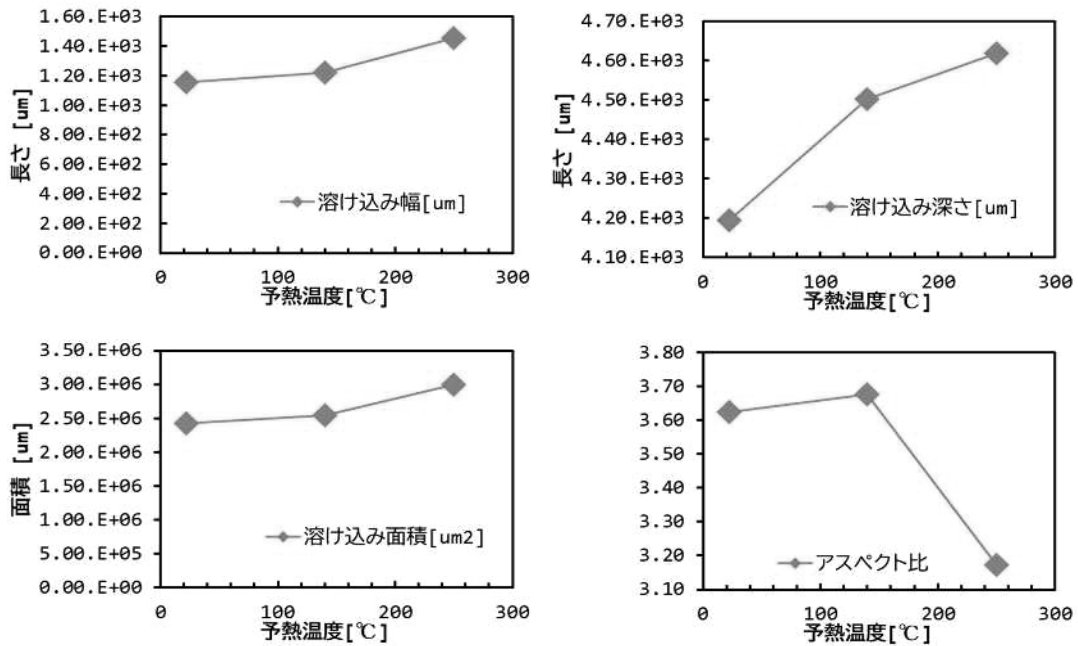 長さ [um]
1.60.E+03
1.40.E+03
1.20.E+03
1.00.E+03
8.00.E+02
6.00.E+02
4.00.E+02
2.00.E+02
0.00.E+00
溶け込み幅[um]
0 100 200 300
予熱温度[℃]
長さ [um]
4.70.E+03
4.60.E+03
4.50.E+03
4.40.E+03
4.30.E+03
4.20.E+03
4.10.E+03
溶け込み深さ[um]
0 100 200 300
予熱温度[℃]
面積 [um]
3.50.E+06
3.00.E+06
2.50.E+06
2.00.E+06
1.50.E+06
1.00.E+06
5.00.E+05
0.00.E+00
溶け込み面積[um2]
0 100 200 300
予熱温度[℃]
3.80
3.70
3.60
3.50
3.40
3.30
3.20
3.10
アスペクト比
0 100 200 300
予熱温度[℃]